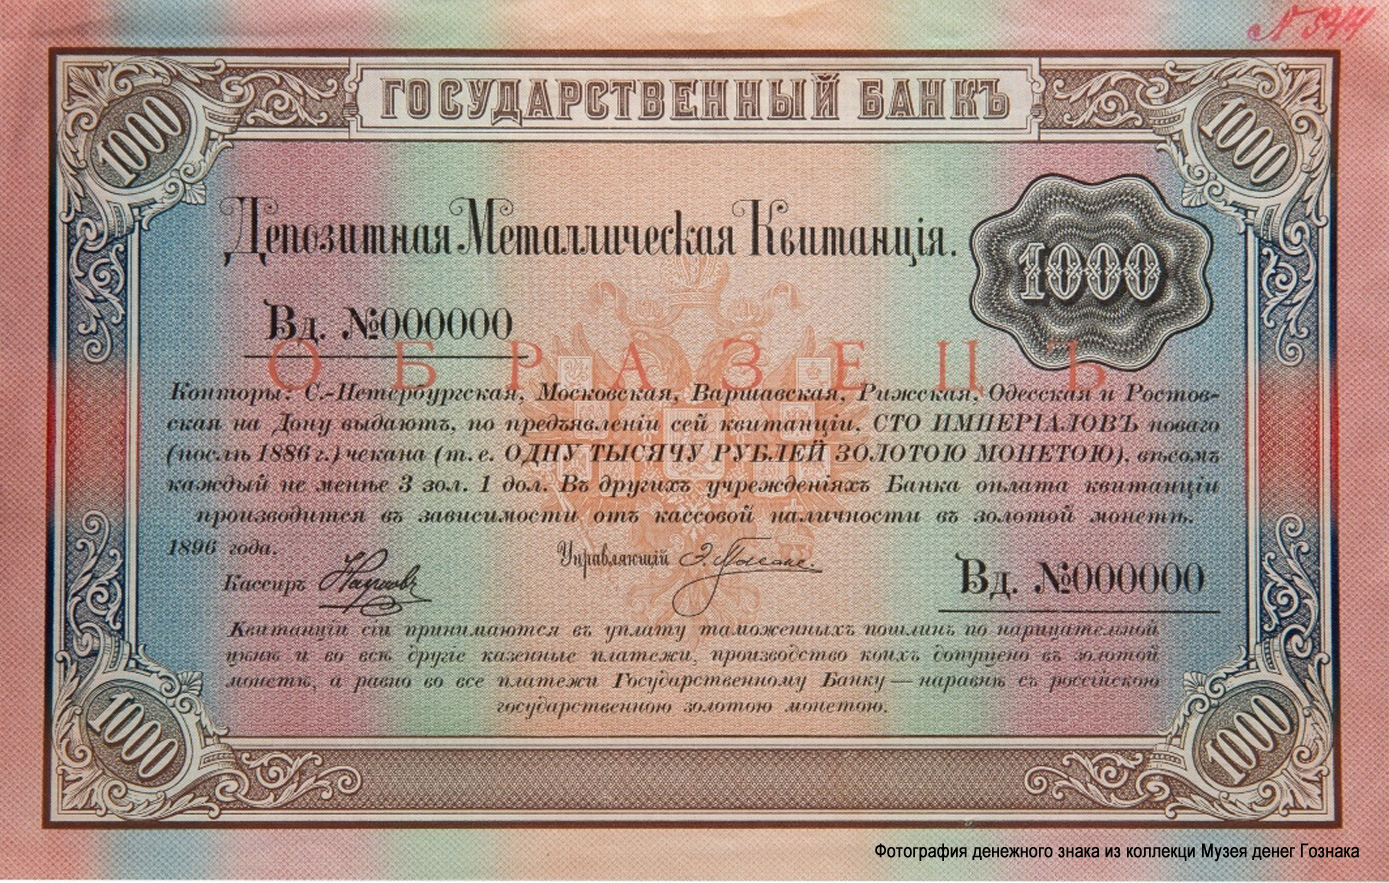 № 5944
ГОСУДАРСТВЕННЫЙ БАНКЪ
1000
1000
Депозитная Металлическая Квитанція.
1000
Вд. №000000
ОБРАЗЕЦЪ
Конторы: С.-Петербургская, Московская, Варшавская, Рижская, Одесская и Ростов-
ская на Дону выдаютъ, по предъявленіи сей квитанціи, СТО ИМПЕРІАЛОВЪ новаго
(послѣ 1886 г.) чекана (т. е. ОДНУ ТЫСЯЧУ РУБЛЕЙ ЗОЛОТОЮ МОНЕТОЮ), вѣсомъ
каждый не менѣе 3 зол. 1 дол. Въ другихъ учрежденіяхъ Банка оплата квитанціи
производится въ зависимости отъ кассовой наличности въ золотой монетѣ.
1896 года.
Управляющій
Кассиръ
Вд. №000000
Квитанціи сіи принимаются въ уплату таможенныхъ пошлинъ по нарицательной
цѣнѣ и во всѣ другіе казенные платежи, производство коихъ допущено въ золотой
монетѣ, а равно во все платежи Государственному Банку — наравнѣ съ россійскою
государственною золотою монетою.
1000
1000
Фотография денежного знака из коллекци Музея денег Гознака